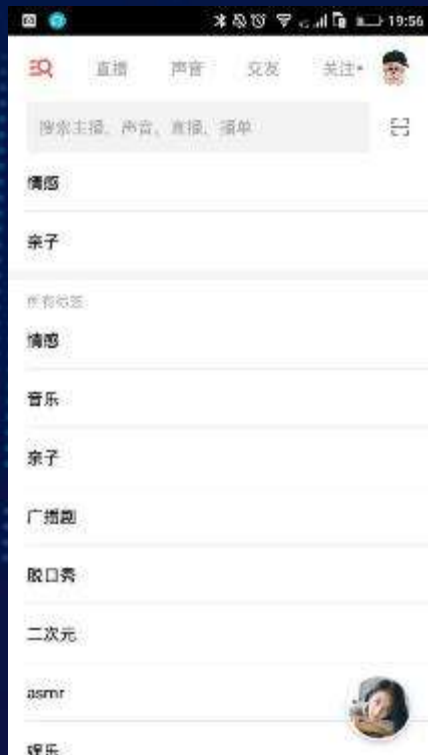 19:56
直播 声音 交友 关注
搜索主播、声音、直播、播单
情感
亲子
所有标签
情感
音乐
亲子
广播剧
脱口秀
二次元
asmr
娱乐